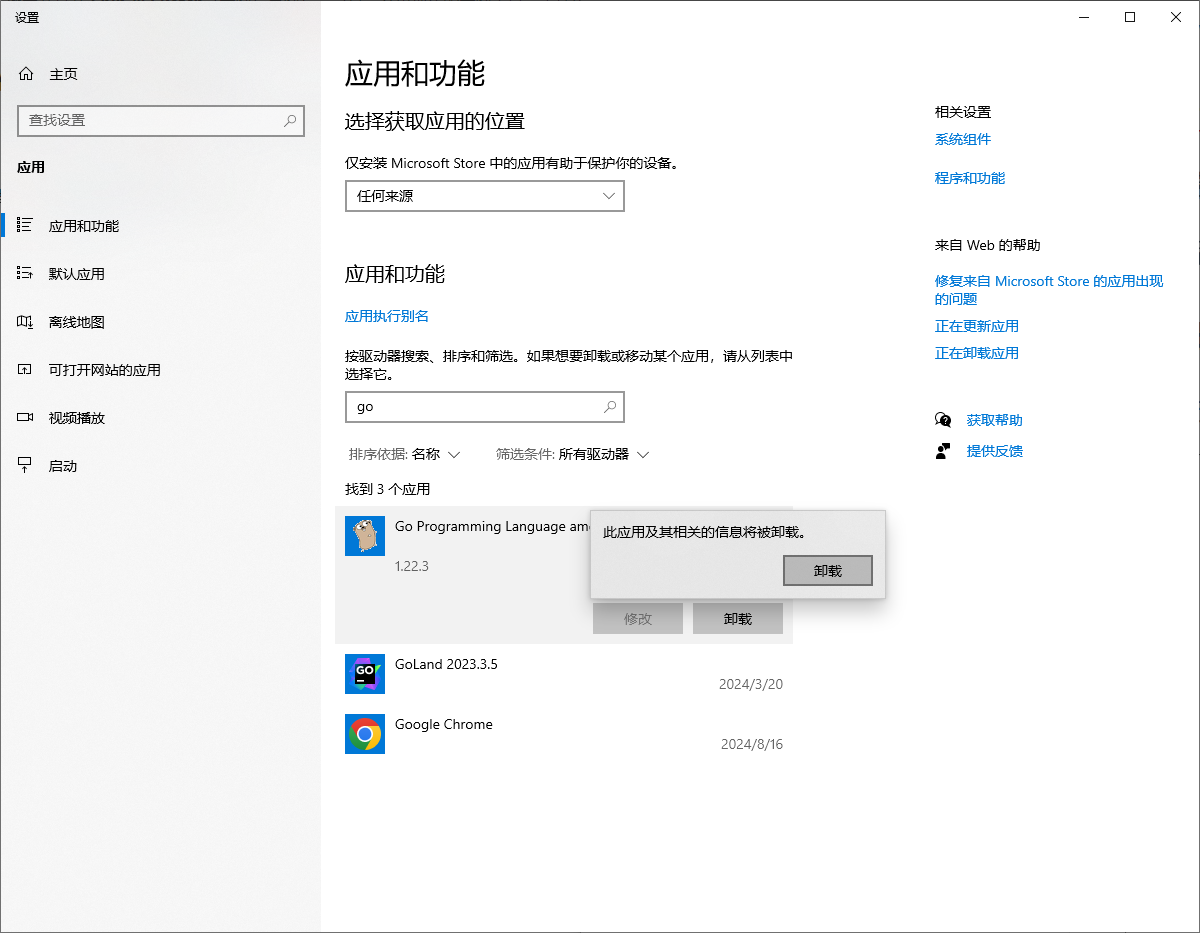 设置
主页
查找设置
应用
应用和功能
默认应用
离线地图
可打开网站的应用
视频播放
启动
应用和功能
选择获取应用的位置
仅安装 Microsoft Store 中的应用有助于保护你的设备。
任何来源
应用和功能
应用执行别名
按驱动器搜索、排序和筛选。如果想要卸载或移动某个应用，请从列表中
选择它。
go
排序依据: 名称 筛选条件: 所有驱动器
找到 3 个应用
Go Programming Language
1.22.3
此应用及其相关的信息将被卸载。
卸载
修改 卸载
GO
GoLand 2023.3.5
2024/3/20
Google Chrome
2024/8/16
相关设置
系统组件
程序和功能
来自 Web 的帮助
修复来自 Microsoft Store 的应用出现
的问题
正在更新应用
正在卸载应用
获取帮助
提供反馈